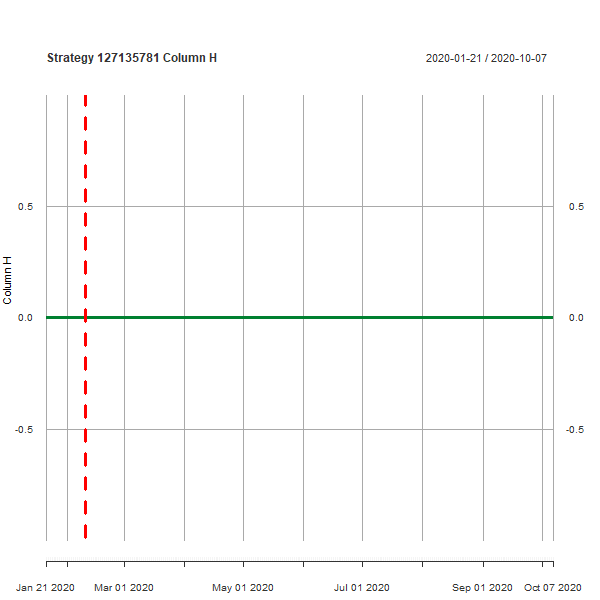 Strategy 127135781 Column H
2020-01-21 / 2020-10-07
0.5
0.5
Column H
0.0
0.0
-0.5
-0.5
Jan 21 2020
Mar 01 2020
May 01 2020
Jul 01 2020
Sep 01 2020
Oct 07 2020